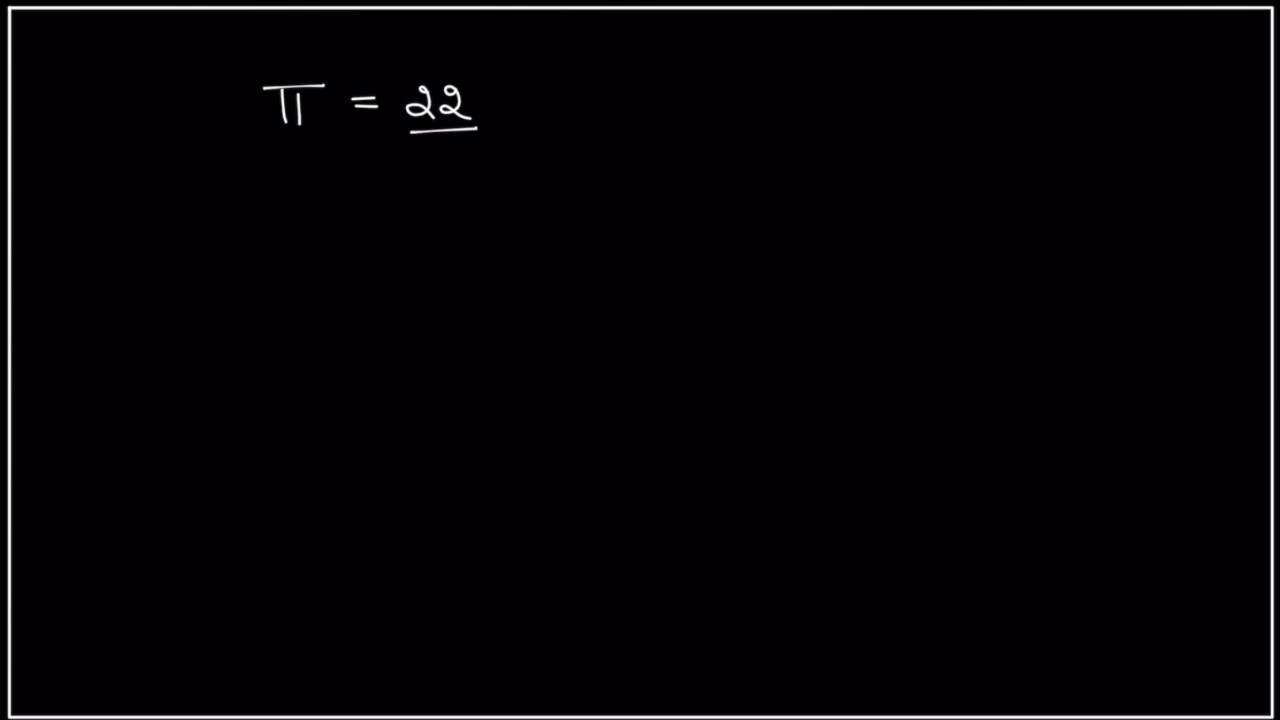 π = 22